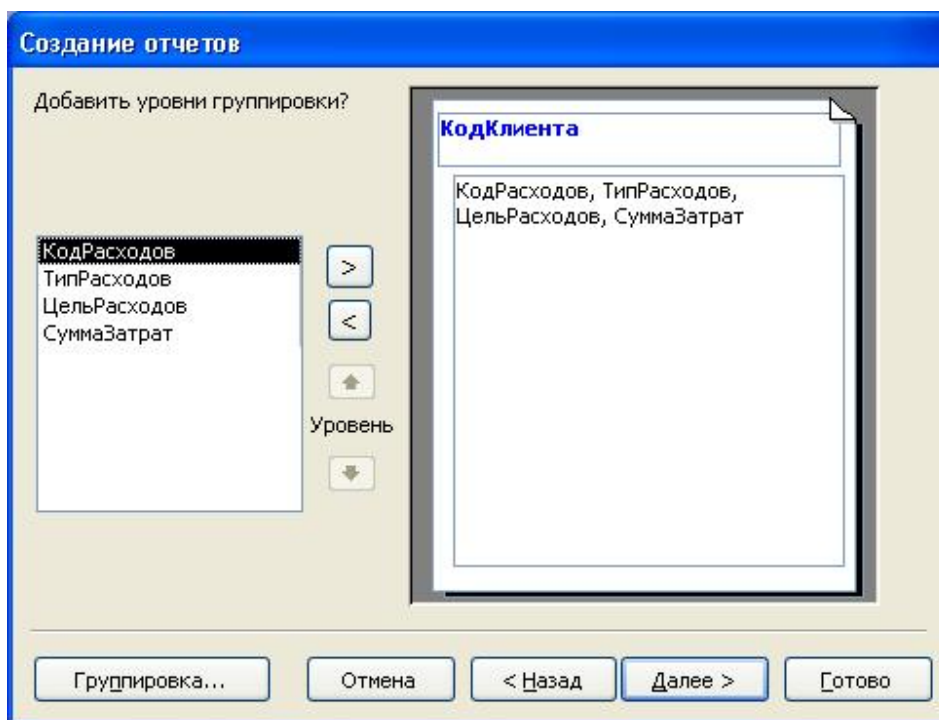 Создание отчетов
Добавить уровни группировки?
КодРасходов
ТипРасходов
ЦельРасходов
СуммаЗатрат
>
<
Уровень
КодКлиента
КодРасходов, ТипРасходов,
ЦельРасходов, СуммаЗатрат
Группировка...
Отмена
< Назад
Далее >
Готово